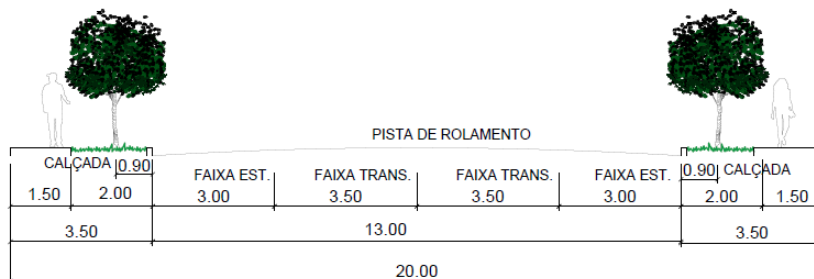 PISTA DE ROLAMENTO
CALÇADA 0.90 FAIXA EST. FAIXA TRANS. FAIXA TRANS. FAIXA EST. 0.90 CALÇADA
1.50 2.00 3.00 3.50 3.50 3.00 2.00 1.50
3.50 13.00 3.50
20.00